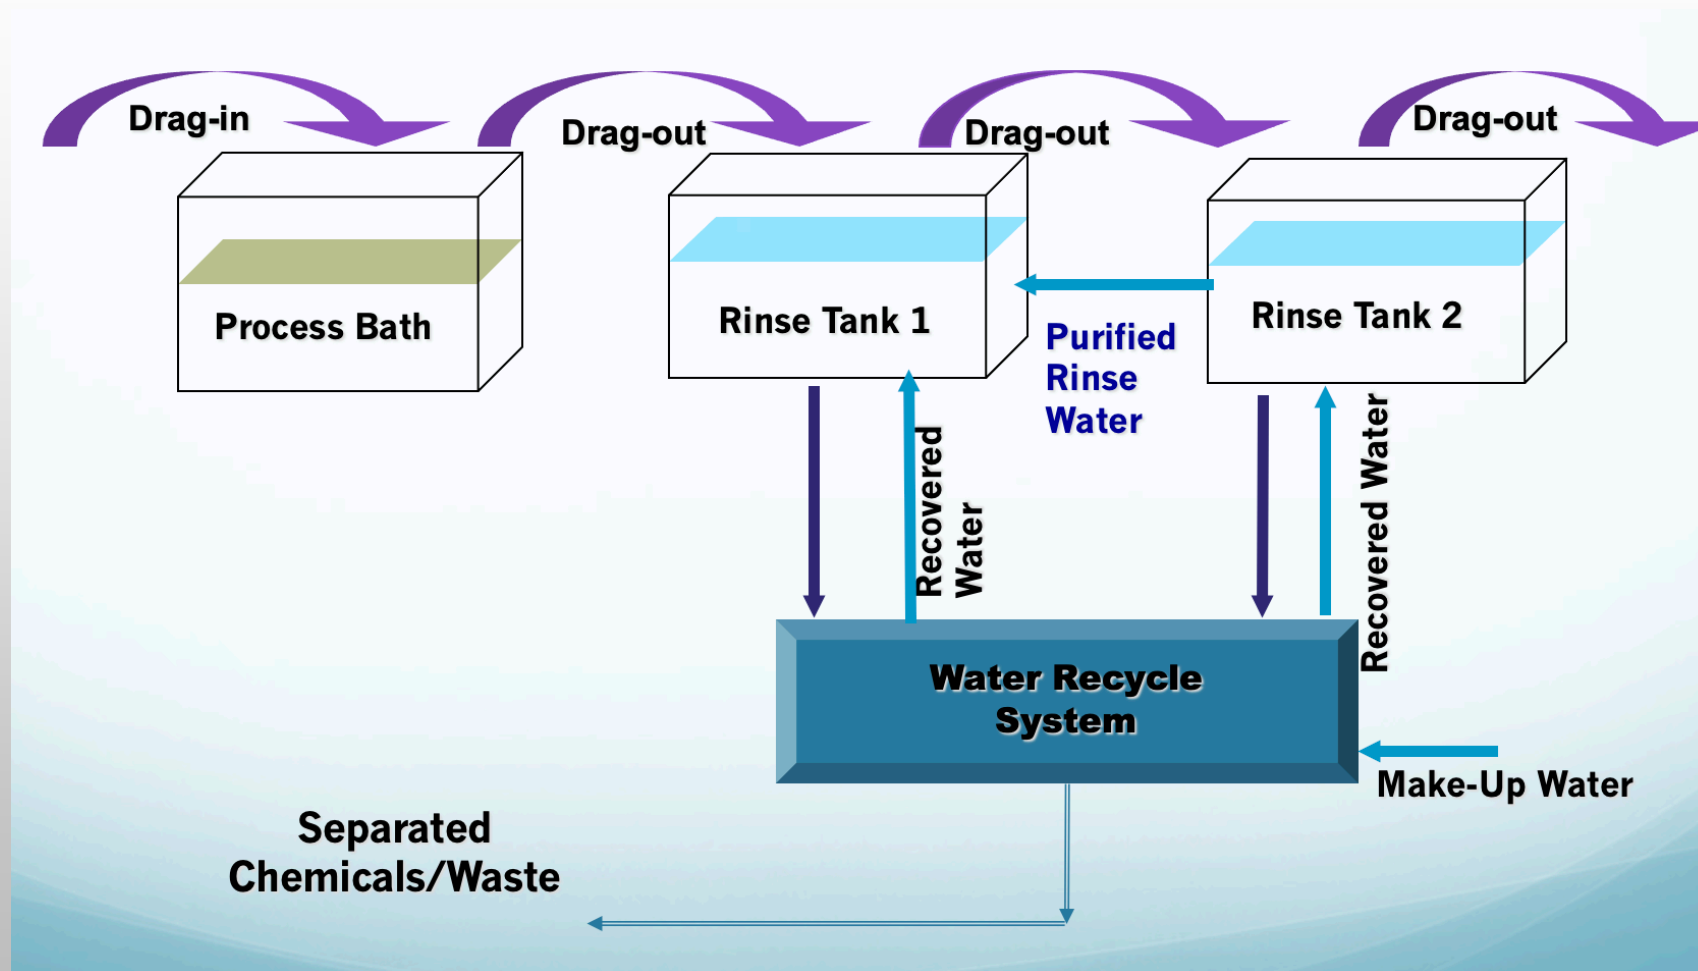 Drag-in
Drag-out
Drag-out
Drag-out
Process Bath
Rinse Tank 1
Rinse Tank 2
Purified
Rinse
Water
Recovered
Water
Recovered Water
Water Recycle
System
Make-Up Water
Separated
Chemicals/Waste